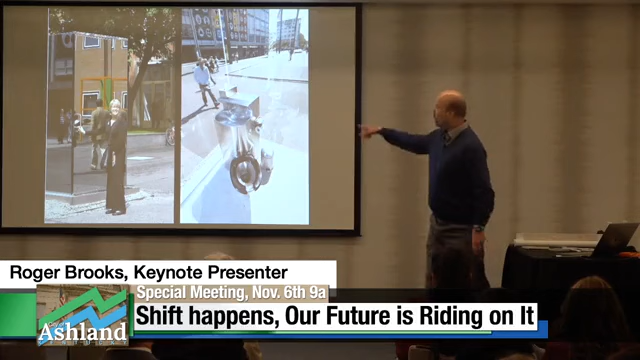 Roger Brooks, Keynote Presenter
Special Meeting, Nov. 6th 9a
Shift happens, Our Future is Riding on It
Ashland